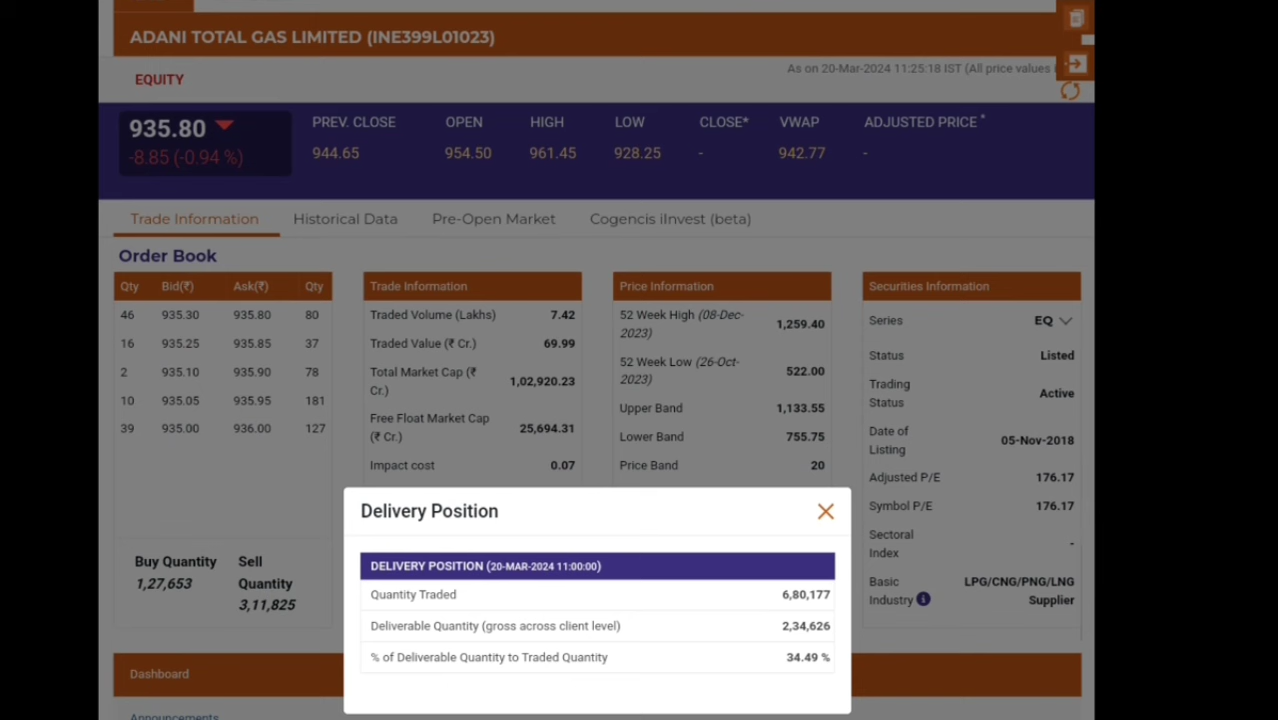 ADANI TOTAL GAS LIMITED (INE399L01023)
As on 20-Mar-2024 11:25:18 IST (All price values
EQUITY
935.80
-8.85 (-0.94 %)
PREV. CLOSE OPEN HIGH LOW CLOSE* VWAP ADJUSTED PRICE *
944.65 954.50 961.45 928.25 - 942.77 -
Trade Information Historical Data Pre-Open Market Cogencis iInvest (beta)
Order Book
Qty Bid(₹) Ask(₹) Qty
46 935.30 935.80 80
16 935.25 935.85 37
2 935.10 935.90 78
10 935.05 935.95 181
39 935.00 936.00 127
Buy Quantity
1,27,653
Sell
Quantity
3,11,825
Trade Information
Traded Volume (Lakhs) 7.42
Traded Value (₹ Cr.) 69.99
Total Market Cap (₹
Cr.) 1,02,920.23
Free Float Market Cap
(₹ Cr.) 25,694.31
Impact cost 0.07
Price Information
52 Week High (08-Dec-
2023) 1,259.40
52 Week Low (26-Oct-
2023) 522.00
Upper Band 1,133.55
Lower Band 755.75
Price Band 20
Securities Information
Series EQ
Status Listed
Trading
Status Active
Date of
Listing 05-Nov-2018
Adjusted P/E 176.17
Symbol P/E 176.17
Sectoral
Index -
Basic LPG/CNG/PNG/LNG
Industry Supplier
Delivery Position
DELIVERY POSITION (20-MAR-2024 11:00:00)
Quantity Traded 6,80,177
Deliverable Quantity (gross across client level) 2,34,626
% of Deliverable Quantity to Traded Quantity 34.49 %
Dashboard
Announcements